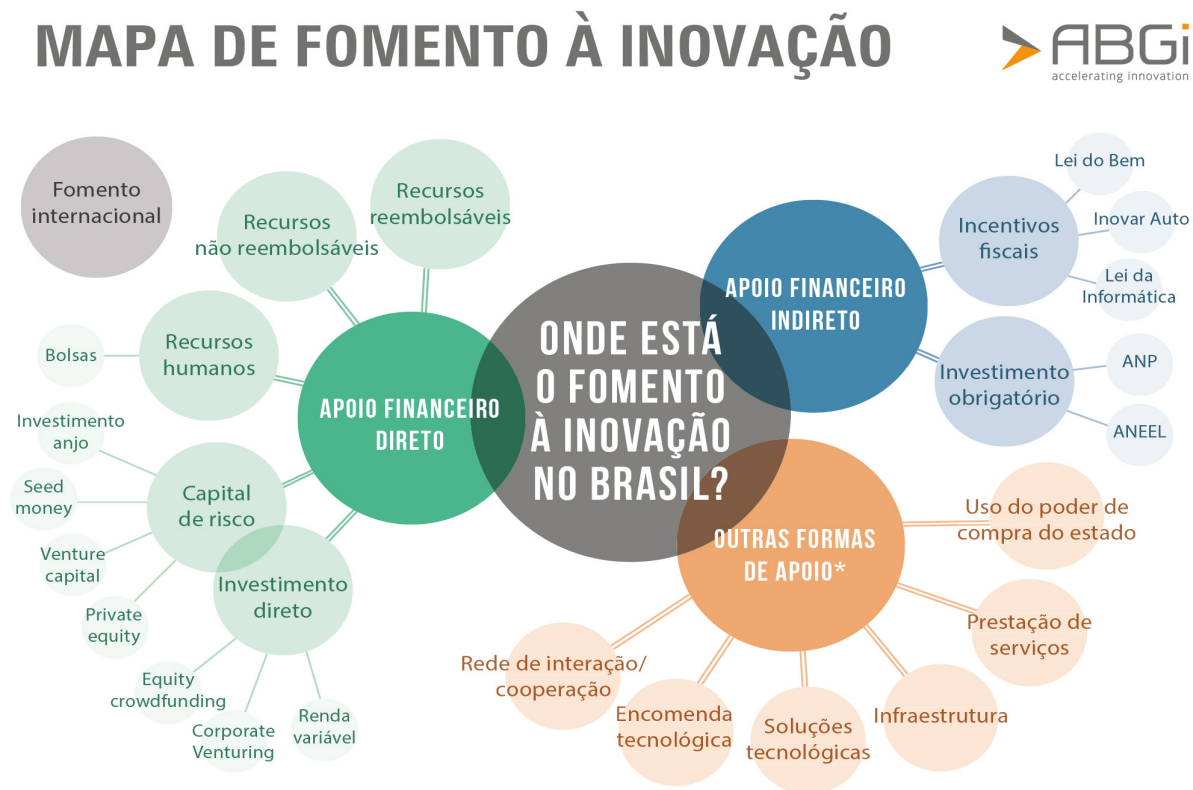 MAPA DE FOMENTO À INOVAÇÃO
ABGi
accelerating innovation
Fomento
internacional
Recursos
não reembolsáveis
Recursos
reembolsáveis
Recursos
humanos
Bolsas
APOIO FINANCEIRO
DIRETO
Investimento
anjo
Seed
money
Venture
capital
Private
equity
Capital
de risco
Investimento
direto
Equity
crowdfunding
Corporate
Venturing
Renda
variável
ONDE ESTÁ
O FOMENTO
À INOVAÇÃO
NO BRASIL?
APOIO FINANCEIRO
INDIRETO
Incentivos
fiscais
Lei do Bem
Inovar Auto
Lei da
Informática
Investimento
obrigatório
ANP
ANEEL
OUTRAS FORMAS
DE APOIO*
Uso do poder de
compra do estado
Prestação de
serviços
Infraestrutura
Soluções
tecnológicas
Encomenda
tecnológica
Rede de interação/
cooperação